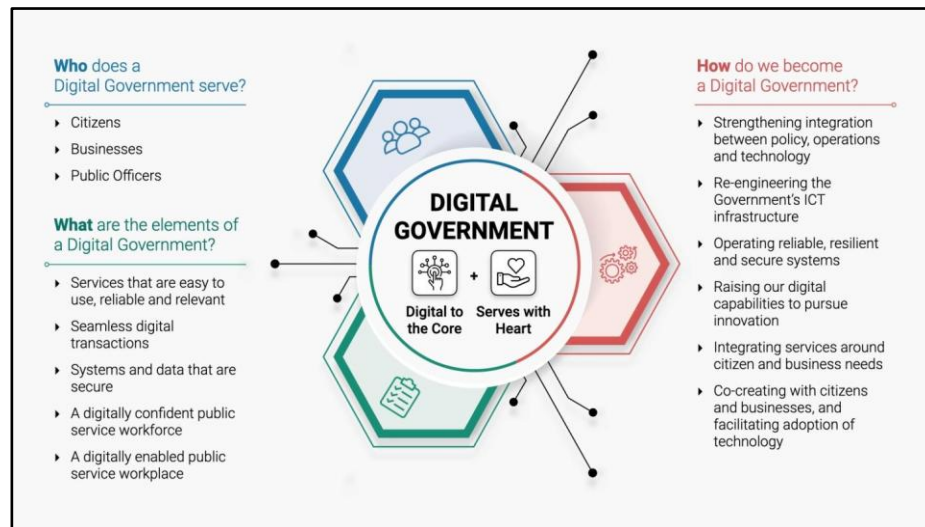 Who does a
Digital Government serve?
Citizens
Businesses
Public Officers
What are the elements of
a Digital Government?
Services that are easy to
use, reliable and relevant
Seamless digital
transactions
Systems and data that are
secure
A digitally confident public
service workforce
A digitally enabled public
service workplace
DIGITAL
GOVERNMENT
Digital to
the Core
+
Serves with
Heart
How do we become
a Digital Government?
Strengthening integration
between policy, operations
and technology
Re-engineering the
Government's ICT
infrastructure
Operating reliable, resilient
and secure systems
Raising our digital
capabilities to pursue
innovation
Integrating services around
citizen and business needs
Co-creating with citizens
and businesses, and
facilitating adoption of
technology